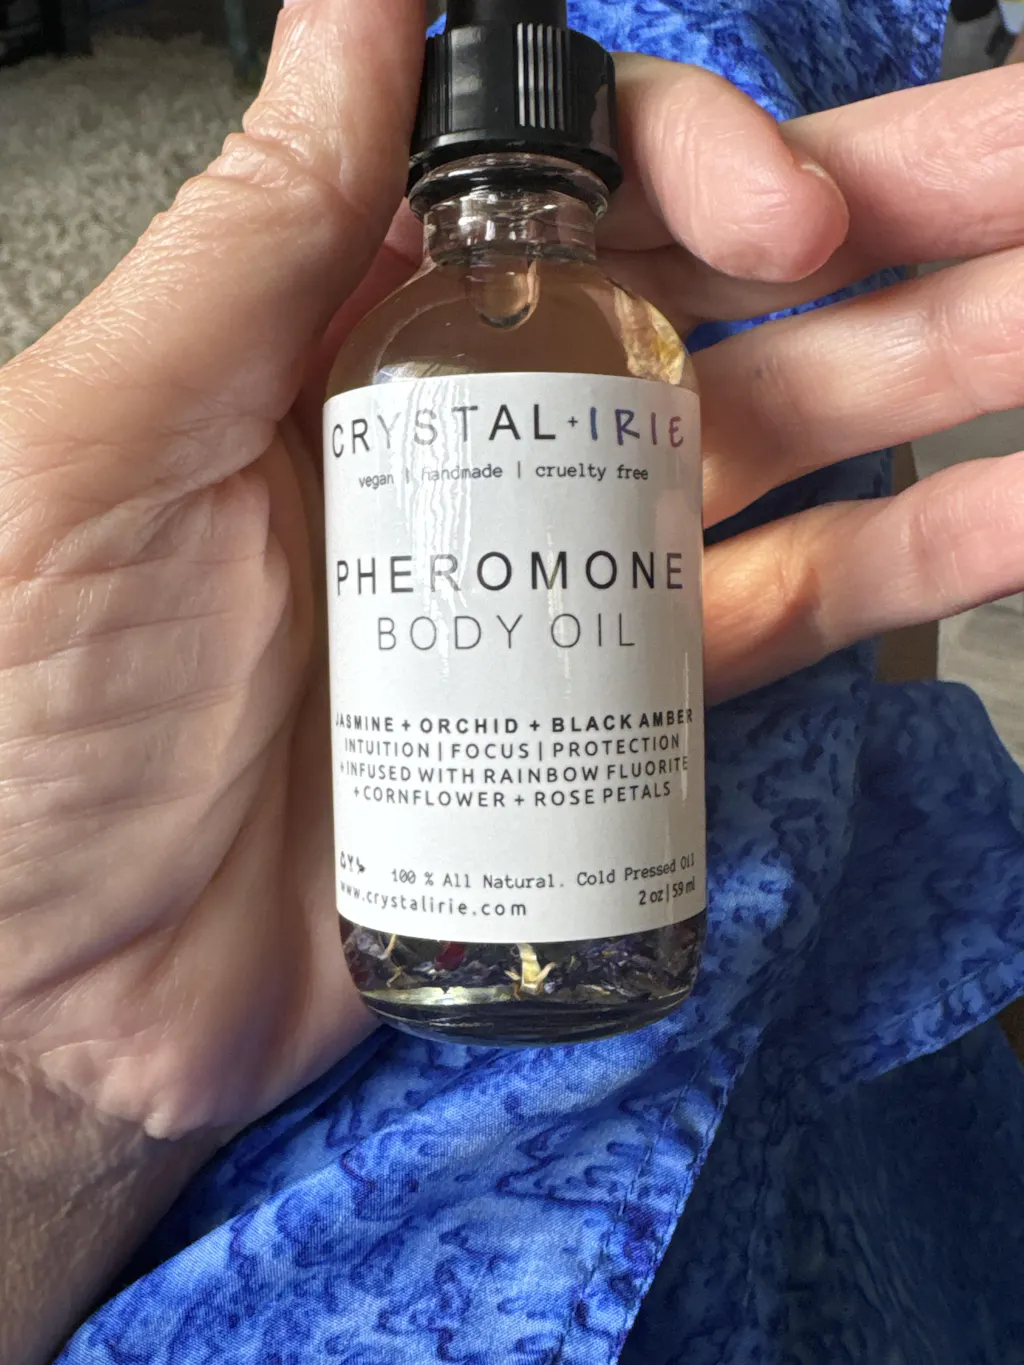 CRYSTAL + IRIE
vegan | handmade | cruelty free
PHEROMONE
BODY OIL
JASMINE + ORCHID + BLACK AMBER
INTUITION | FOCUS | PROTECTION
+INFUSED WITH RAINBOW FLUORITE
+CORNFLOWER + ROSE PETALS
100 % All Natural. Cold Pressed Oil
www.crystalirie.com
2 oz | 59 ml